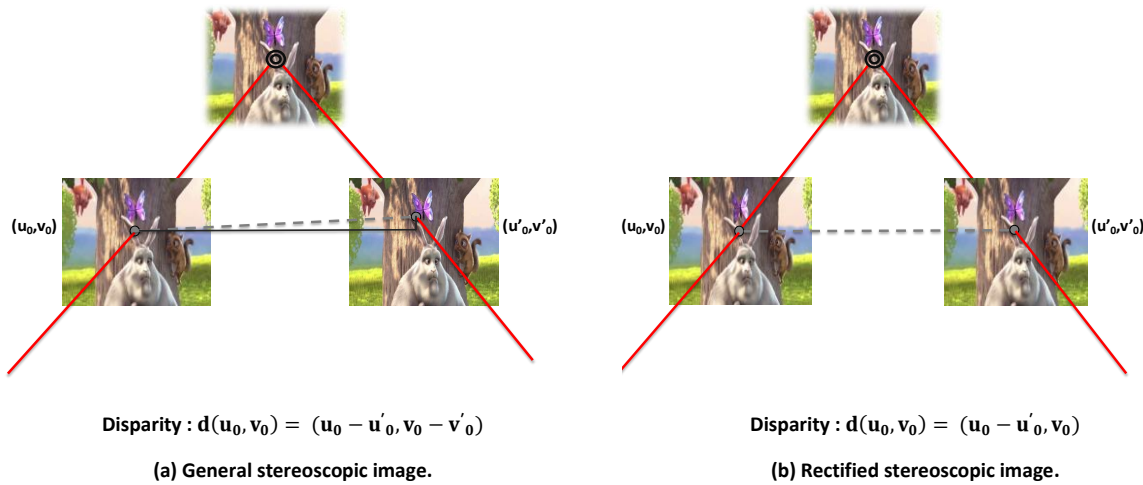 (u₀,v₀)
(u'₀,v'₀)
(u₀,v₀)
(u'₀,v'₀)
Disparity : d(u₀, v₀) = (u₀ − u′₀, v₀ − v′₀)
Disparity : d(u₀, v₀) = (u₀ − u′₀, v₀)
(a) General stereoscopic image.
(b) Rectified stereoscopic image.